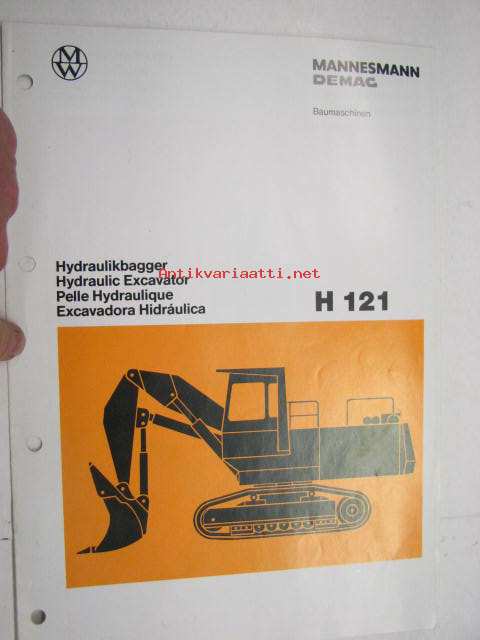 MW
MANNESMANN
DEMAG
Baumaschinen
Hydraulikbagger
Hydraulic Excavator
Pelle Hydraulique
Excavadora Hidráulica
H 121
Antikvariaatti.net